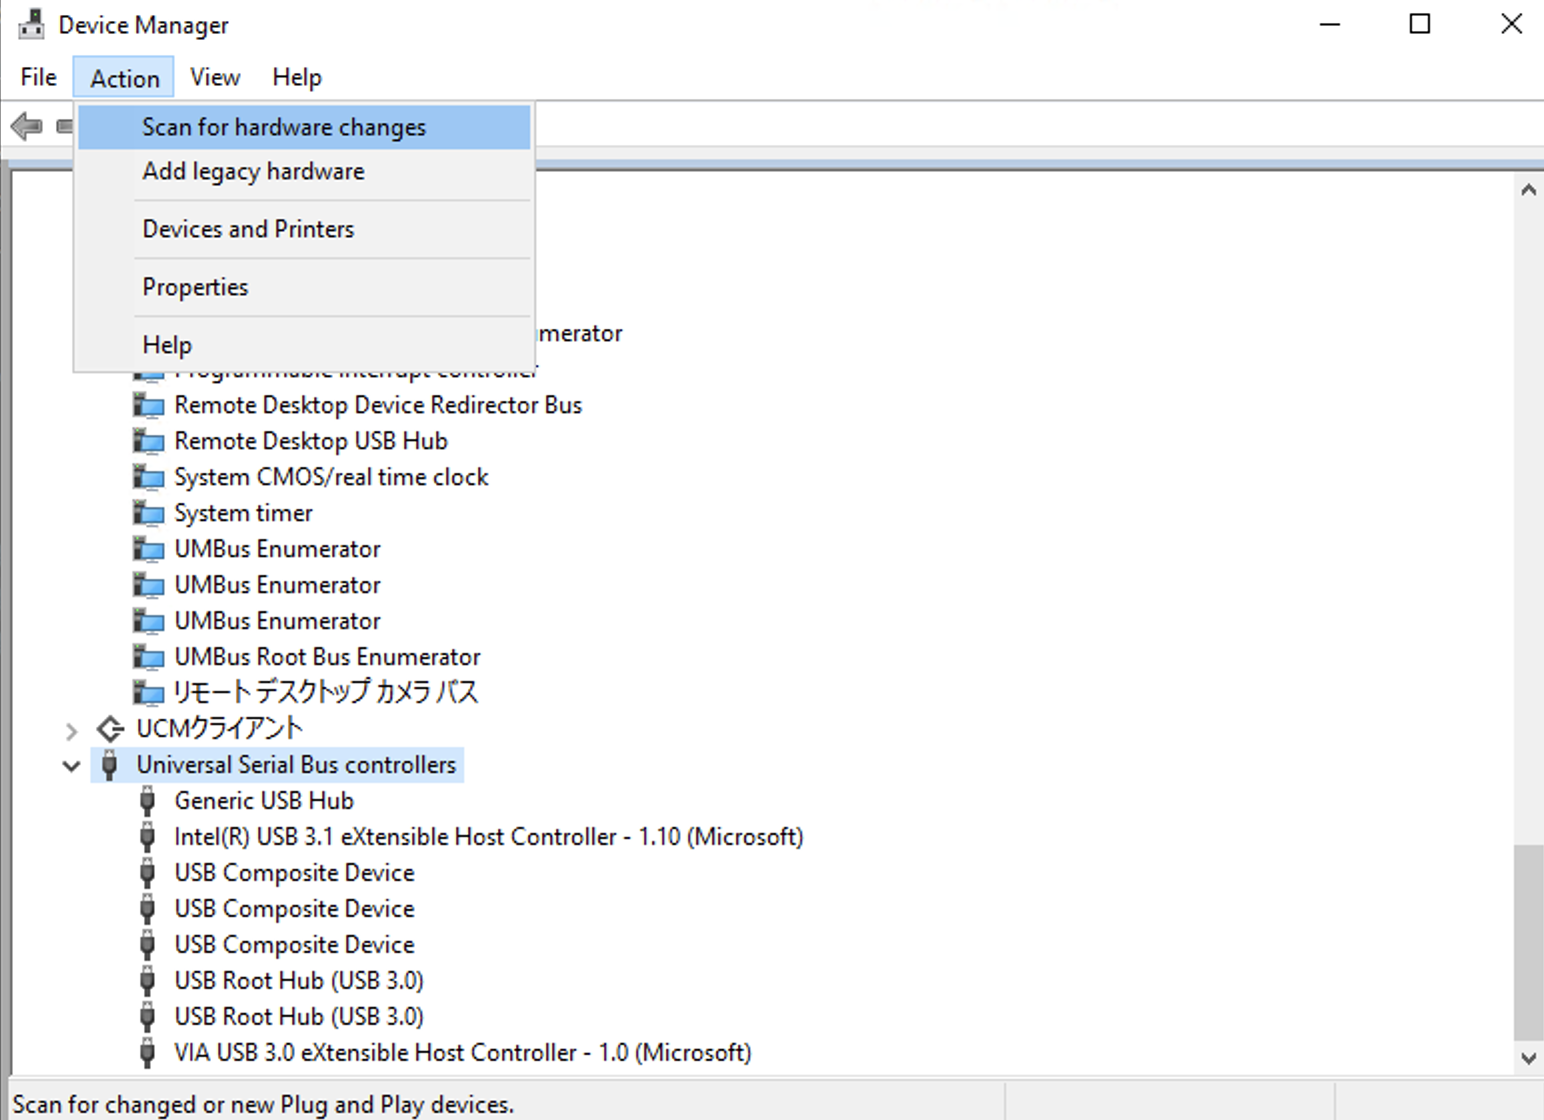 Device Manager
File Action View Help
Scan for hardware changes
Add legacy hardware
Devices and Printers
Properties
Help
merator
Programmable interrupt controller
Remote Desktop Device Redirector Bus
Remote Desktop USB Hub
System CMOS/real time clock
System timer
UMBus Enumerator
UMBus Enumerator
UMBus Enumerator
UMBus Root Bus Enumerator
リモート デスクトップ カメラ バス
UCMクライアント
Universal Serial Bus controllers
Generic USB Hub
Intel(R) USB 3.1 eXtensible Host Controller - 1.10 (Microsoft)
USB Composite Device
USB Composite Device
USB Composite Device
USB Root Hub (USB 3.0)
USB Root Hub (USB 3.0)
VIA USB 3.0 eXtensible Host Controller - 1.0 (Microsoft)
Scan for changed or new Plug and Play devices.